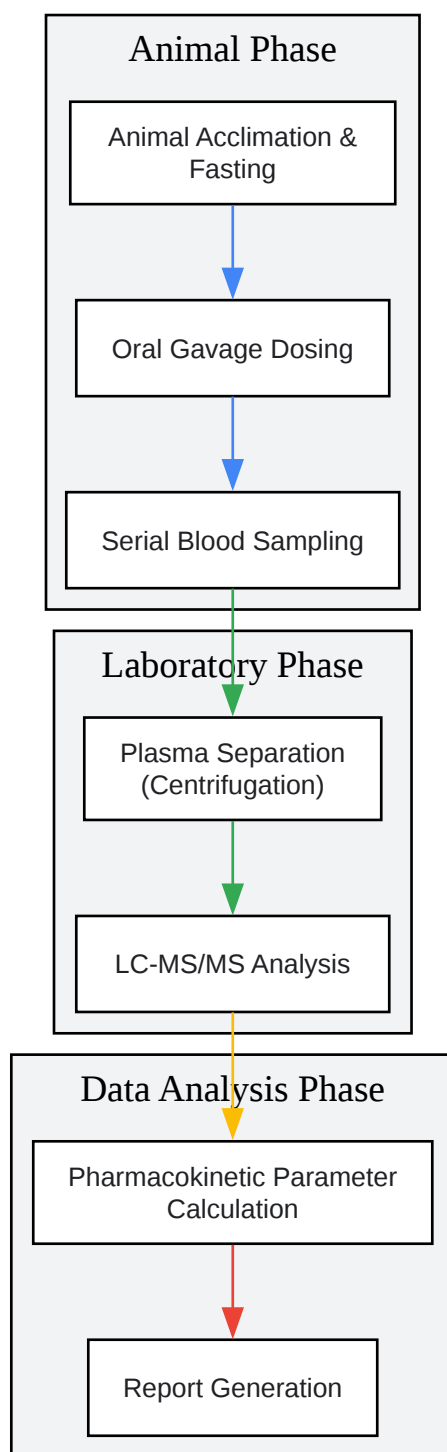 Animal Phase
Animal Acclimation &
Fasting
Oral Gavage Dosing
Serial Blood Sampling
Laboratory Phase
Plasma Separation
(Centrifugation)
LC-MS/MS Analysis
Data Analysis Phase
Pharmacokinetic Parameter
Calculation
Report Generation